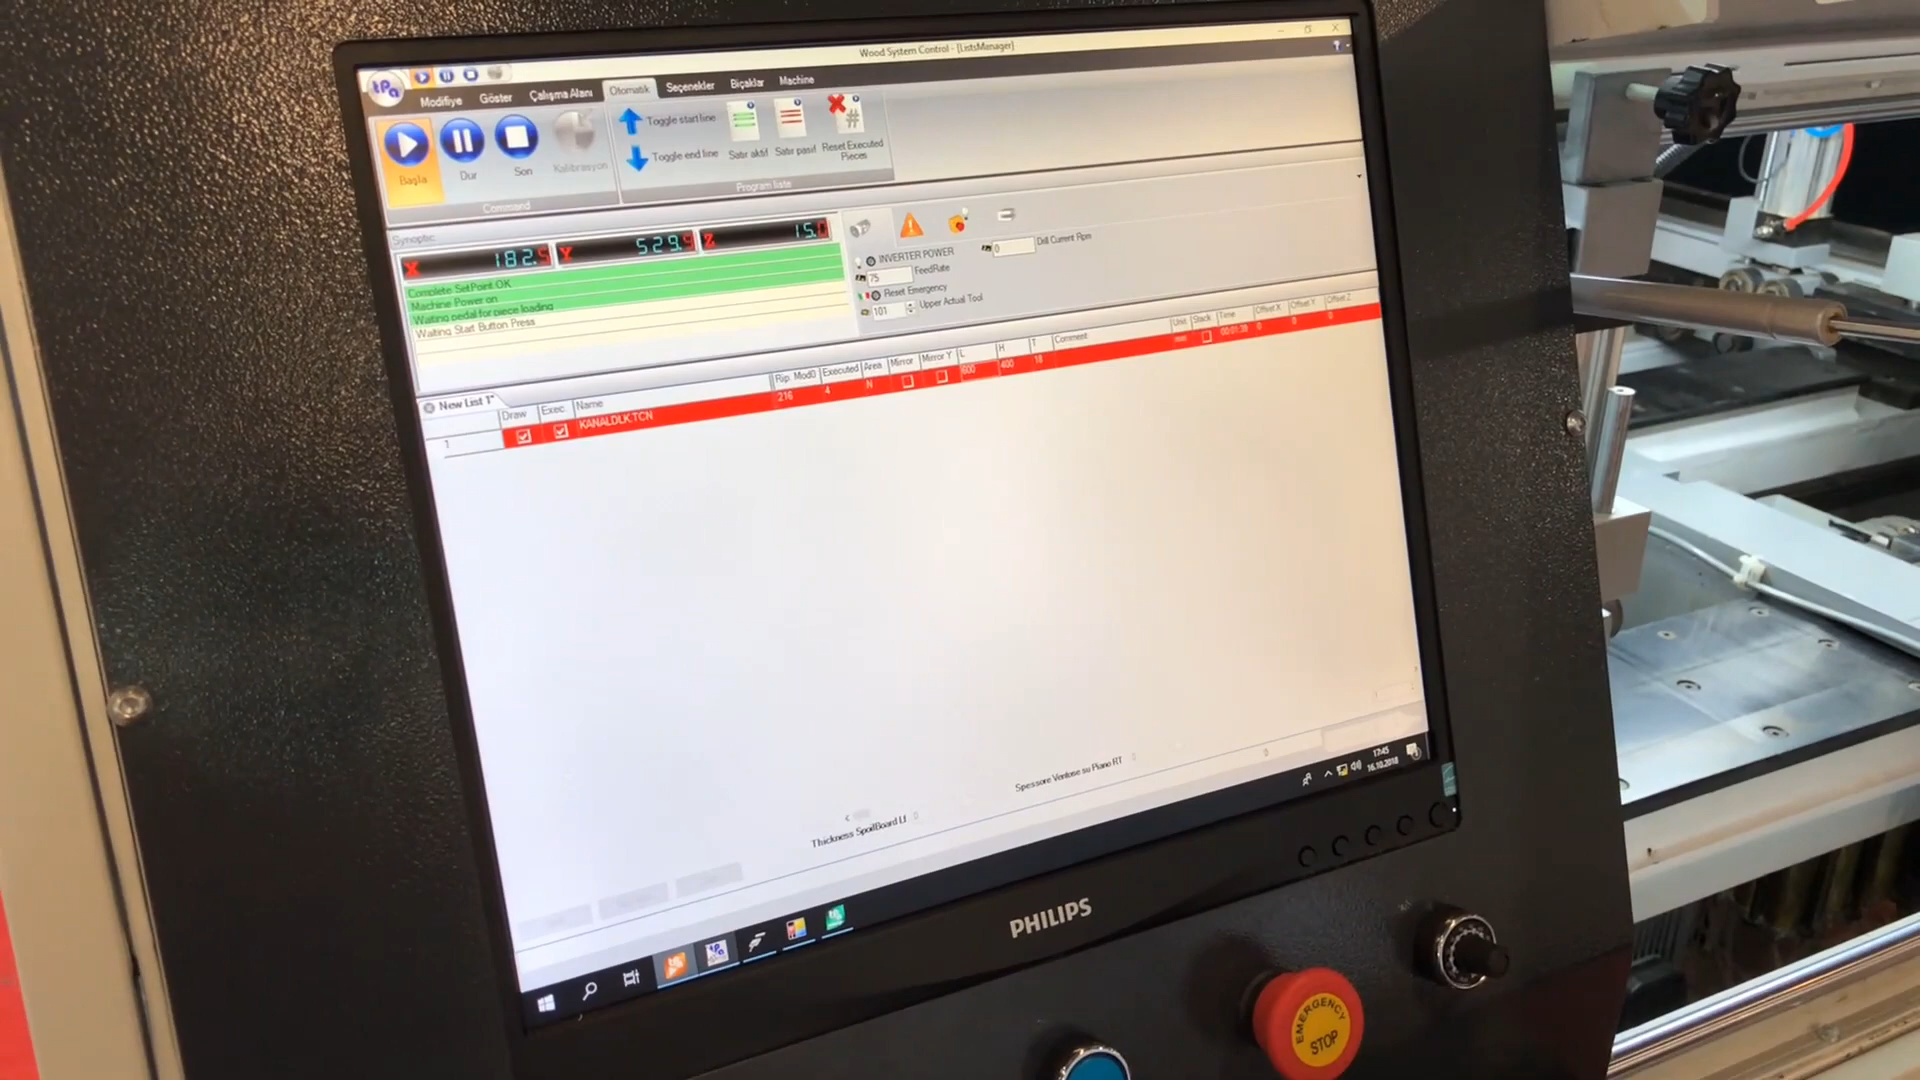 Wood System Control - [ListsManager]
tPa
Modifiye Göster Çalışma Alanı Otomatik Seçenekler Bıçaklar Machine
Başla Dur Son Kalibrasyon
Command
Toggle start line
Toggle end line
Satır aktif Satır pasif Reset Executed Pieces
Program liste
Synoptic
X 182.5 Y 529.9 Z 15.0
Complete SetPoint OK
Machine Power on
Waiting pedal for piece loading
Waiting Start Button Press
INVERTER POWER
0 Drill Current Rpm
75 FeedRate
Reset Emergency
101 Upper Actual Tool
New List 1*
Draw Exec. Name Rip. Mod0 Executed Area Mirror Mirror Y L H T Comment Unit Stack Time Offset X Offset Y Offset Z
1 KANALDLK.TCN 216 4 N 600 400 18 mm 00:01:39 0 0 0
Thickness SpoilBoard Lf
Spessore Ventose su Piano RT
17:45
16.10.2018
PHILIPS
EMERGENCY
STOP